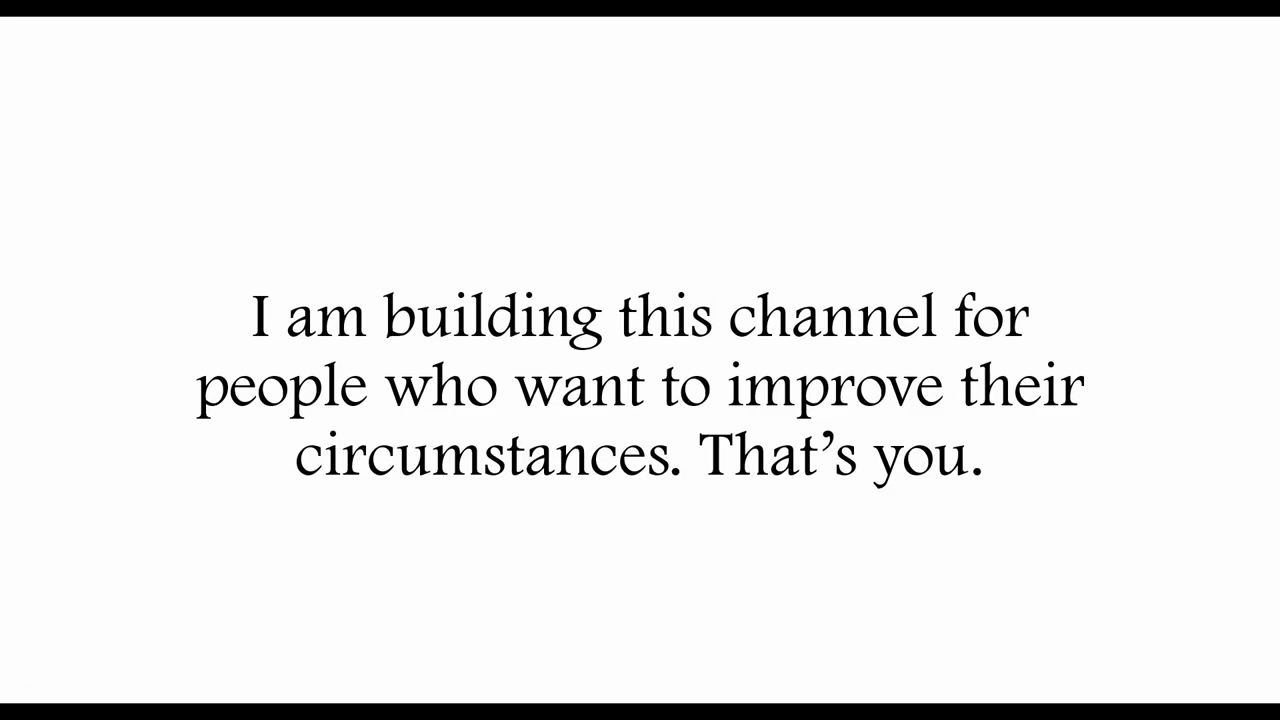 I am building this channel for
people who want to improve their
circumstances. That’s you.